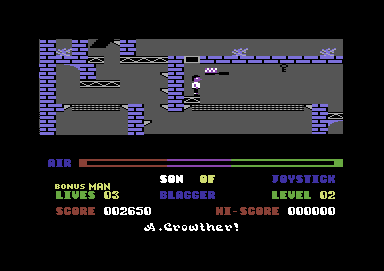 AIR
SON OF JOYSTICK
BONUS MAN
LIVES 03 BLAGGER LEVEL 02
SCORE 002650 HI-SCORE 000000
A.Crowther!